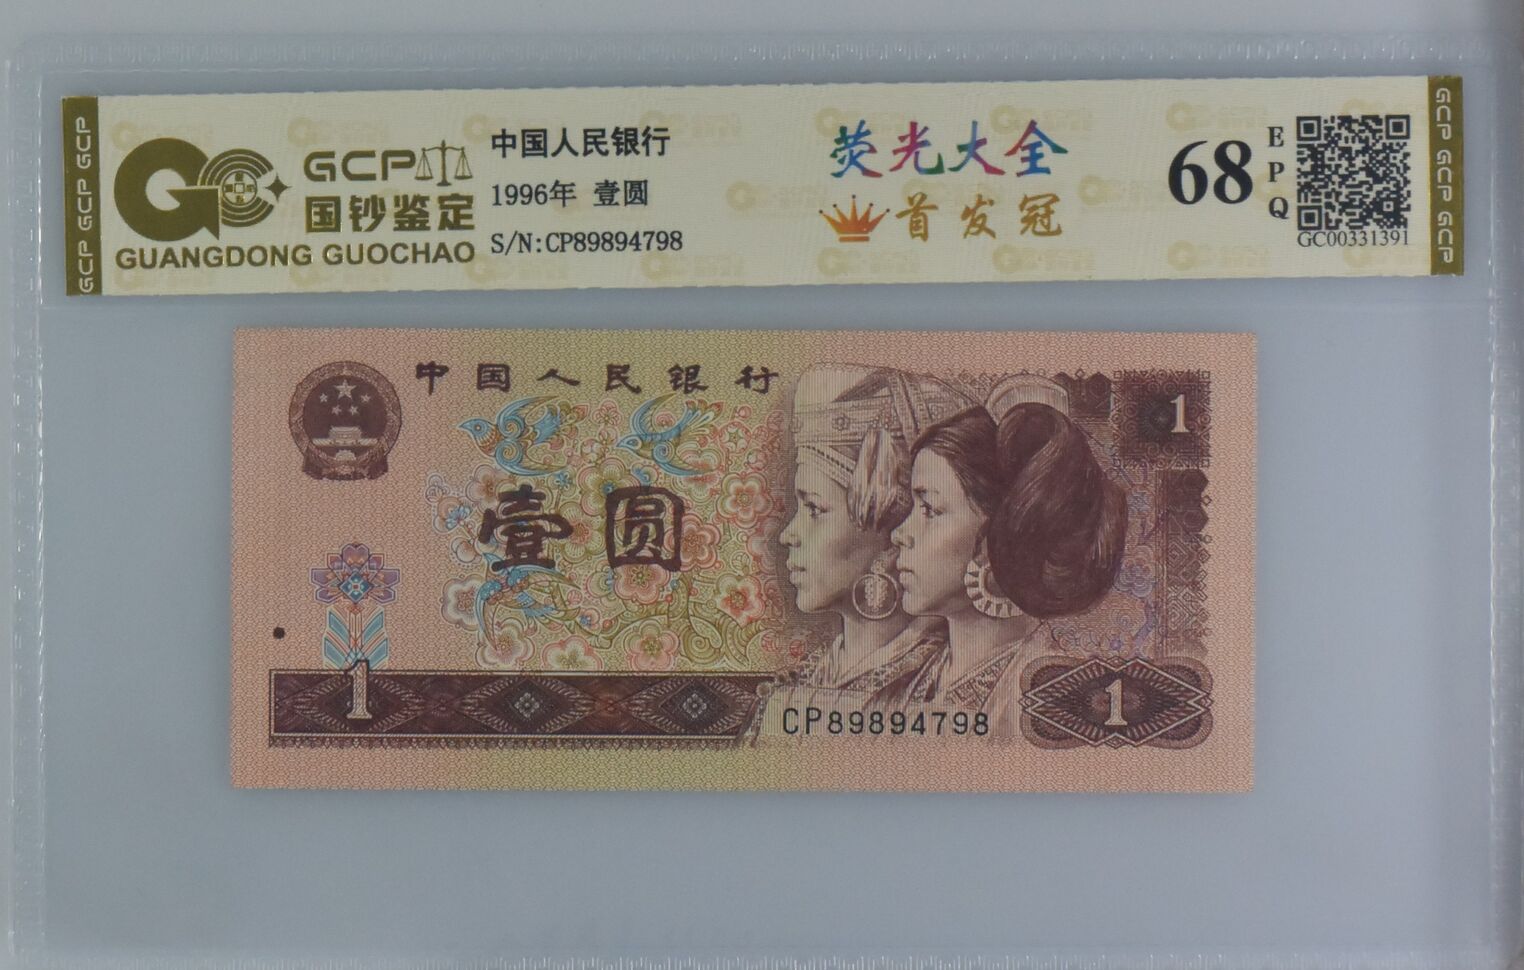 GCP GCP GCP
GCP
国钞鉴定
GUANGDONG GUOCHAO
中国人民银行
1996年 壹圆
S/N:CP89894798
荧光大全
首发冠
68
EPQ
GC00331391
GCP GCP GCP
中国人民银行
1
壹圆
1
CP89894798
1